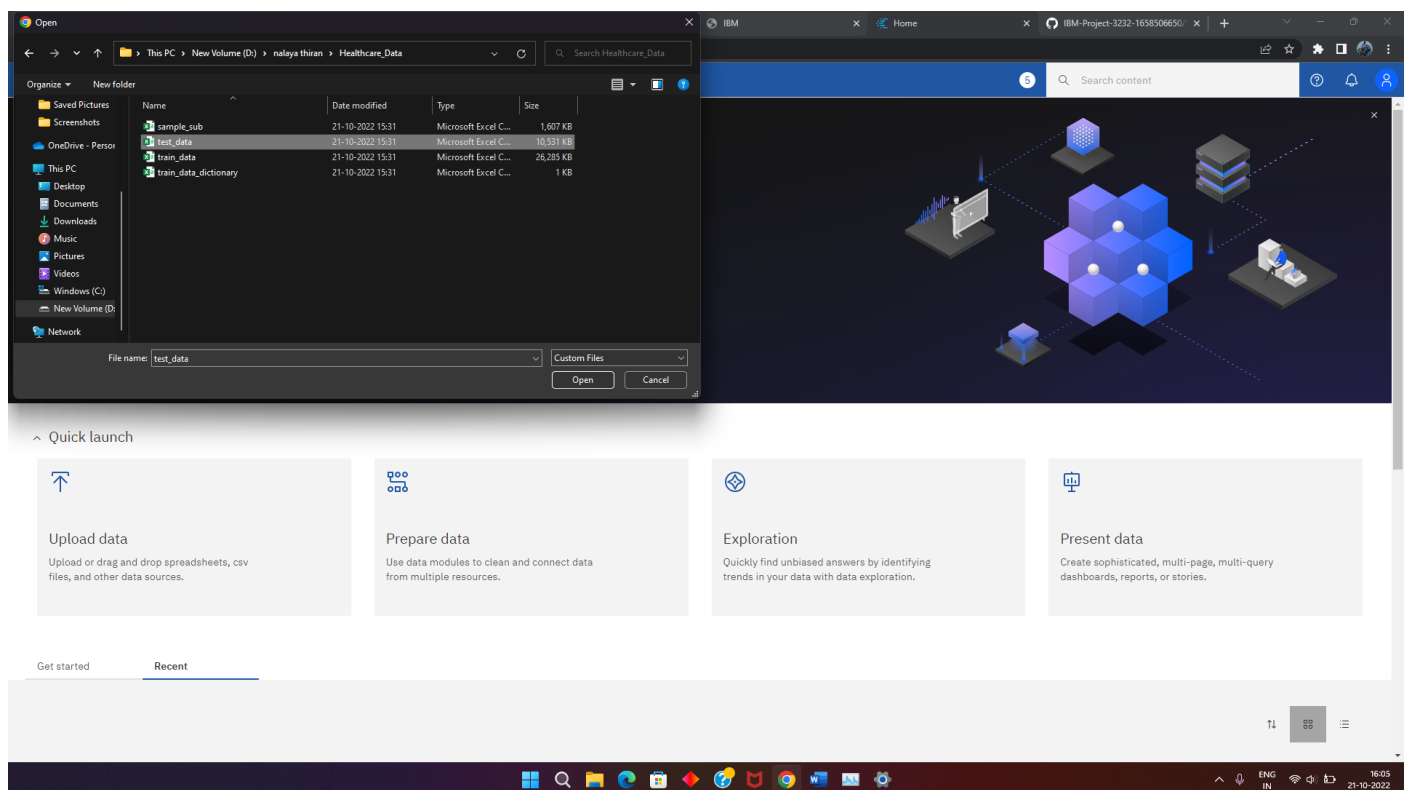 Open
IBM
Home
IBM-Project-3232-1658506650/
This PC › New Volume (D:) › nalaya thiran › Healthcare_Data
Search Healthcare_Data
Organize
New folder
5
Search content
Name
Date modified
Type
Size
Saved Pictures
Screenshots
OneDrive - Person
This PC
Desktop
Documents
Downloads
Music
Pictures
Videos
Windows (C:)
New Volume (D:
Network
sample_sub 21-10-2022 15:31 Microsoft Excel C... 1,607 KB
test_data 21-10-2022 15:31 Microsoft Excel C... 10,531 KB
train_data 21-10-2022 15:31 Microsoft Excel C... 26,285 KB
train_data_dictionary 21-10-2022 15:31 Microsoft Excel C... 1 KB
File name: test_data
Custom Files
Open
Cancel
Quick launch
Upload data
Upload or drag and drop spreadsheets, csv
files, and other data sources.
Prepare data
Use data modules to clean and connect data
from multiple resources.
Exploration
Quickly find unbiased answers by identifying
trends in your data with data exploration.
Present data
Create sophisticated, multi-page, multi-query
dashboards, reports, or stories.
Get started
Recent
ENG
IN
16:05
21-10-2022